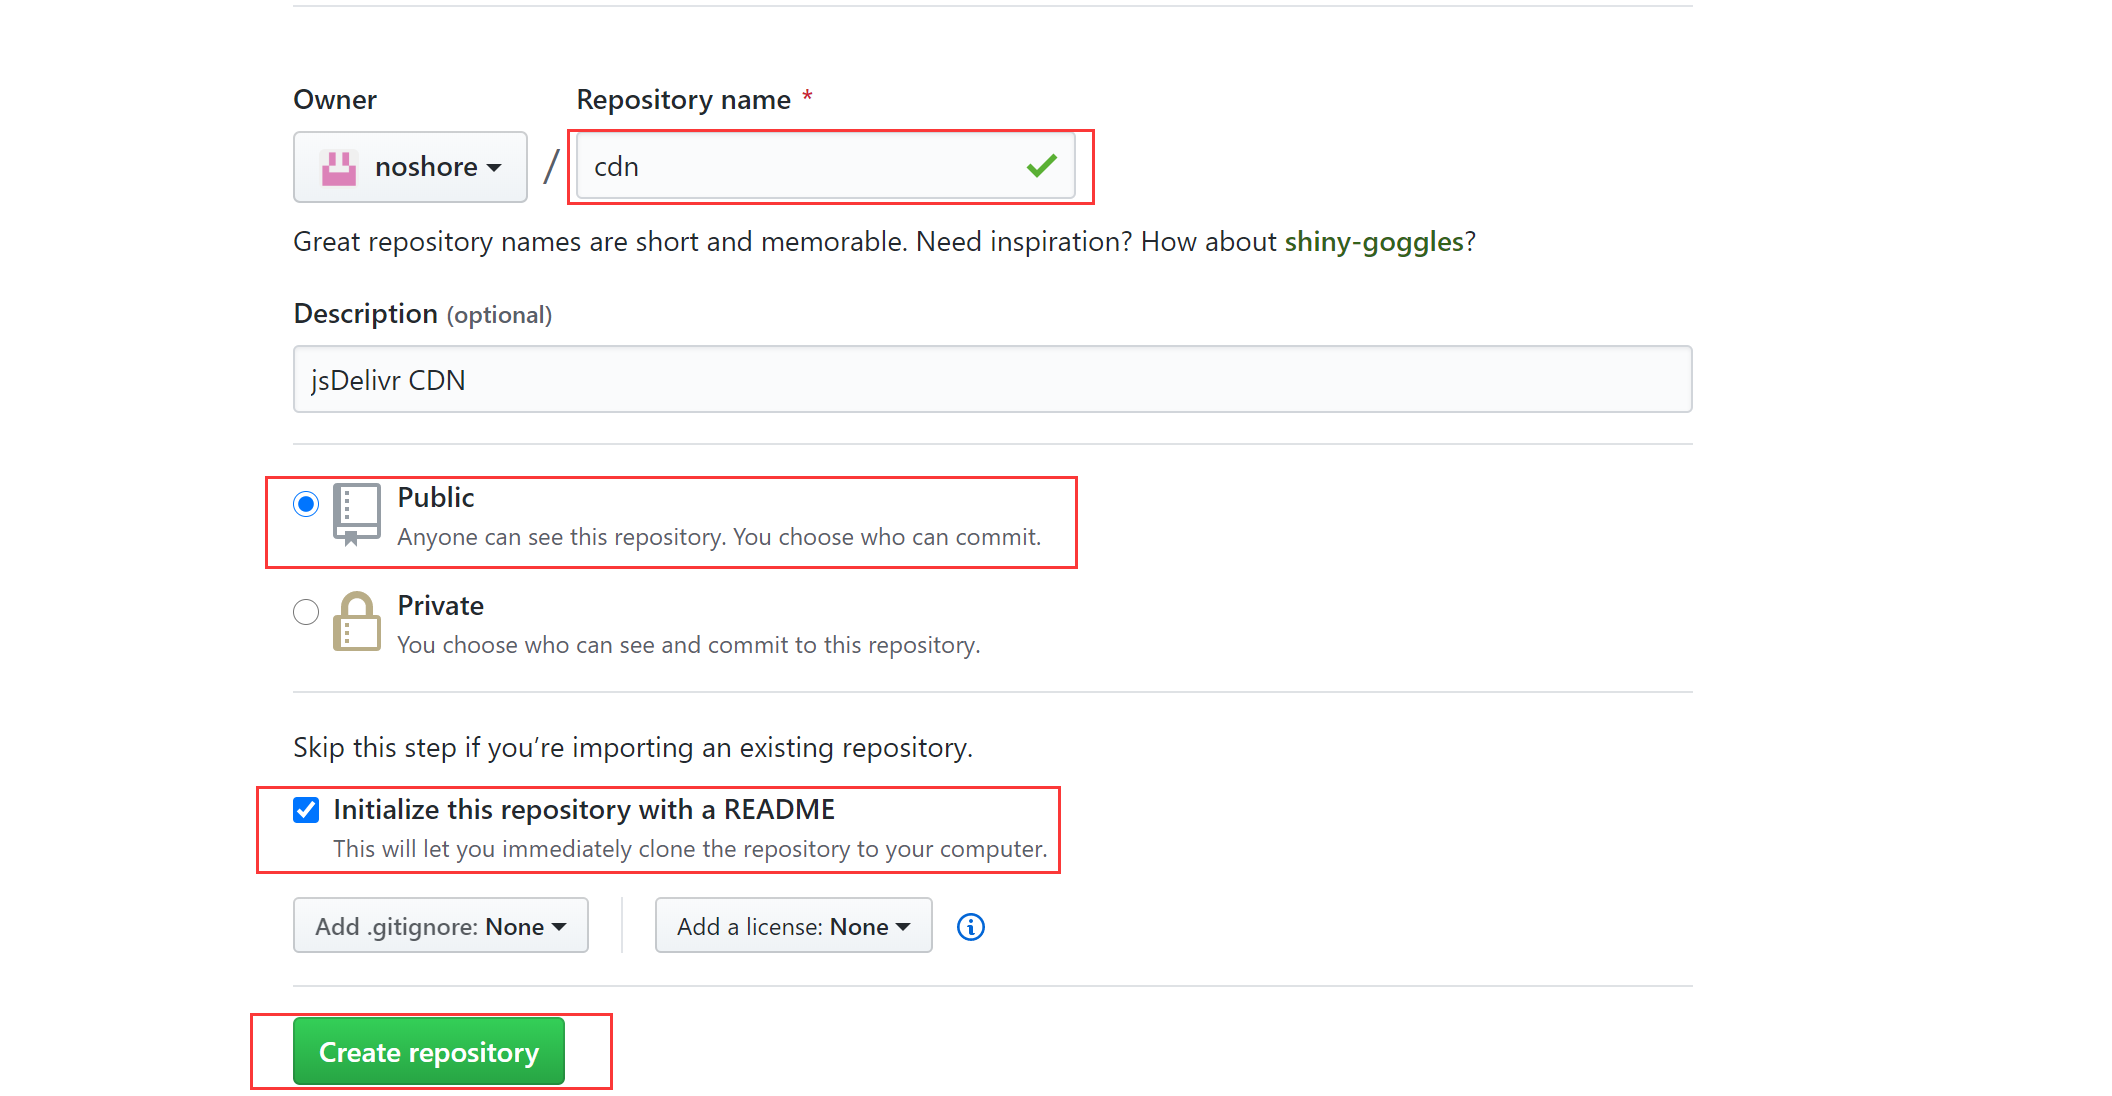 Owner Repository name *
noshore / cdn
Great repository names are short and memorable. Need inspiration? How about shiny-goggles?
Description (optional)
jsDelivr CDN
Public
Anyone can see this repository. You choose who can commit.
Private
You choose who can see and commit to this repository.
Skip this step if you’re importing an existing repository.
Initialize this repository with a README
This will let you immediately clone the repository to your computer.
Add .gitignore: None Add a license: None
Create repository